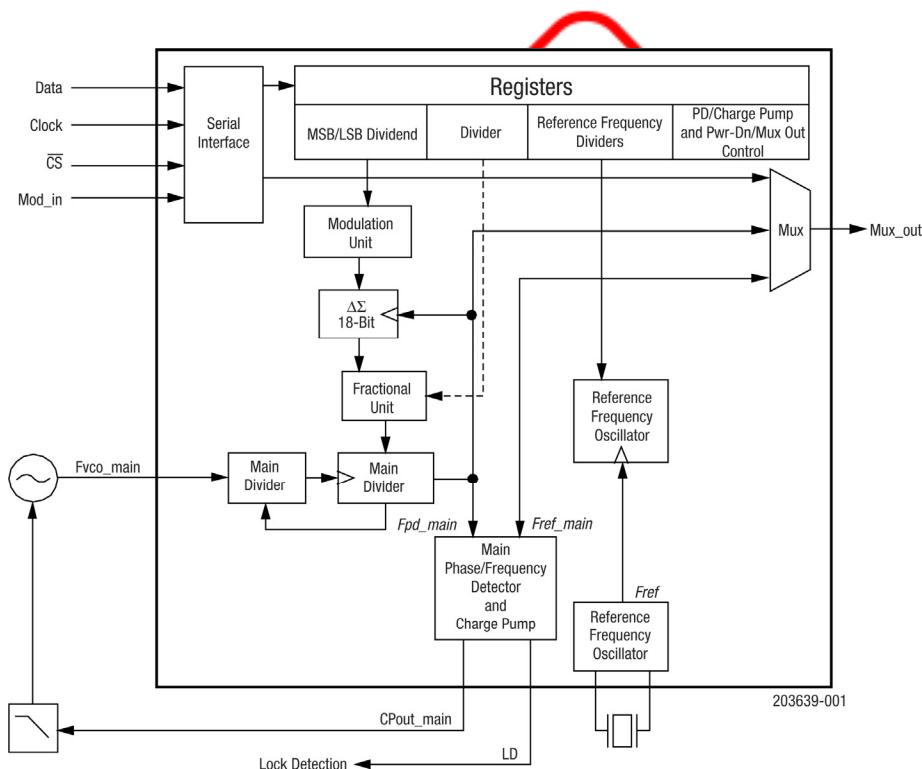 Registers
Data
Clock
CS
Mod_in
Serial
Interface
MSB/LSB Dividend
Divider
Reference Frequency
Dividers
PD/Charge Pump
and Pwr-Dn/Mux Out
Control
Modulation
Unit
Mux
Mux_out
ΔΣ
18-Bit
Fractional
Unit
Reference
Frequency
Oscillator
Fvco_main
Main
Divider
Main
Divider
Fpd_main
Fref_main
Main
Phase/Frequency
Detector
and
Charge Pump
Fref
Reference
Frequency
Oscillator
203639-001
CPout_main
LD
Lock Detection